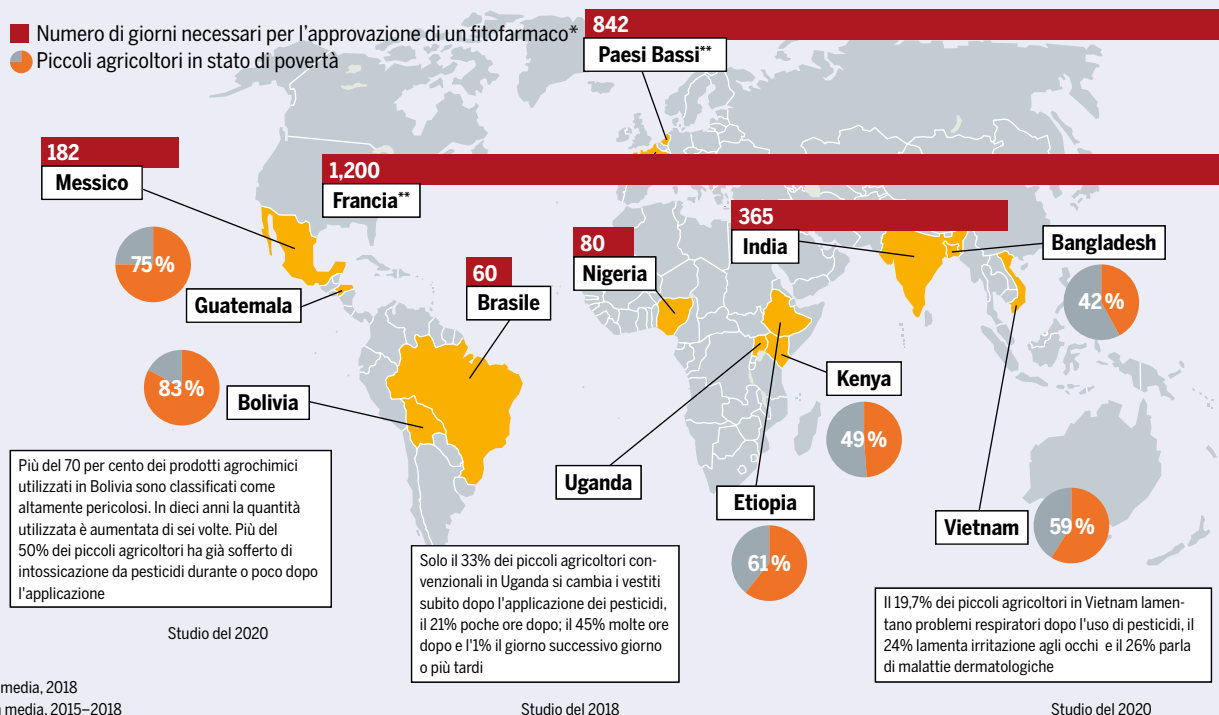 Numero di giorni necessari per l'approvazione di un fitofarmaco*
Piccoli agricoltori in stato di povertà
842
Paesi Bassi**
182
Messico
1,200
Francia**
365
India
80
Nigeria
60
Brasile
Bangladesh
42 %
75 %
Guatemala
83 %
Bolivia
Kenya
49 %
Uganda
Etiopia
61 %
Vietnam
59 %
Più del 70 per cento dei prodotti agrochimici
utilizzati in Bolivia sono classificati come
altamente pericolosi. In dieci anni la quantità
utilizzata è aumentata di sei volte. Più del
50% dei piccoli agricoltori ha già sofferto di
intossicazione da pesticidi durante o poco dopo
l'applicazione
Studio del 2020
Solo il 33% dei piccoli agricoltori con-
venzionali in Uganda si cambia i vestiti
subito dopo l'applicazione dei pesticidi,
il 21% poche ore dopo; il 45% molte ore
dopo e l'1% il giorno successivo giorno
o più tardi
Studio del 2018
Il 19,7% dei piccoli agricoltori in Vietnam lamen-
tano problemi respiratori dopo l'uso di pesticidi, il
24% lamenta irritazione agli occhi e il 26% parla
di malattie dermatologiche
Studio del 2020
media, 2018
media, 2015–2018